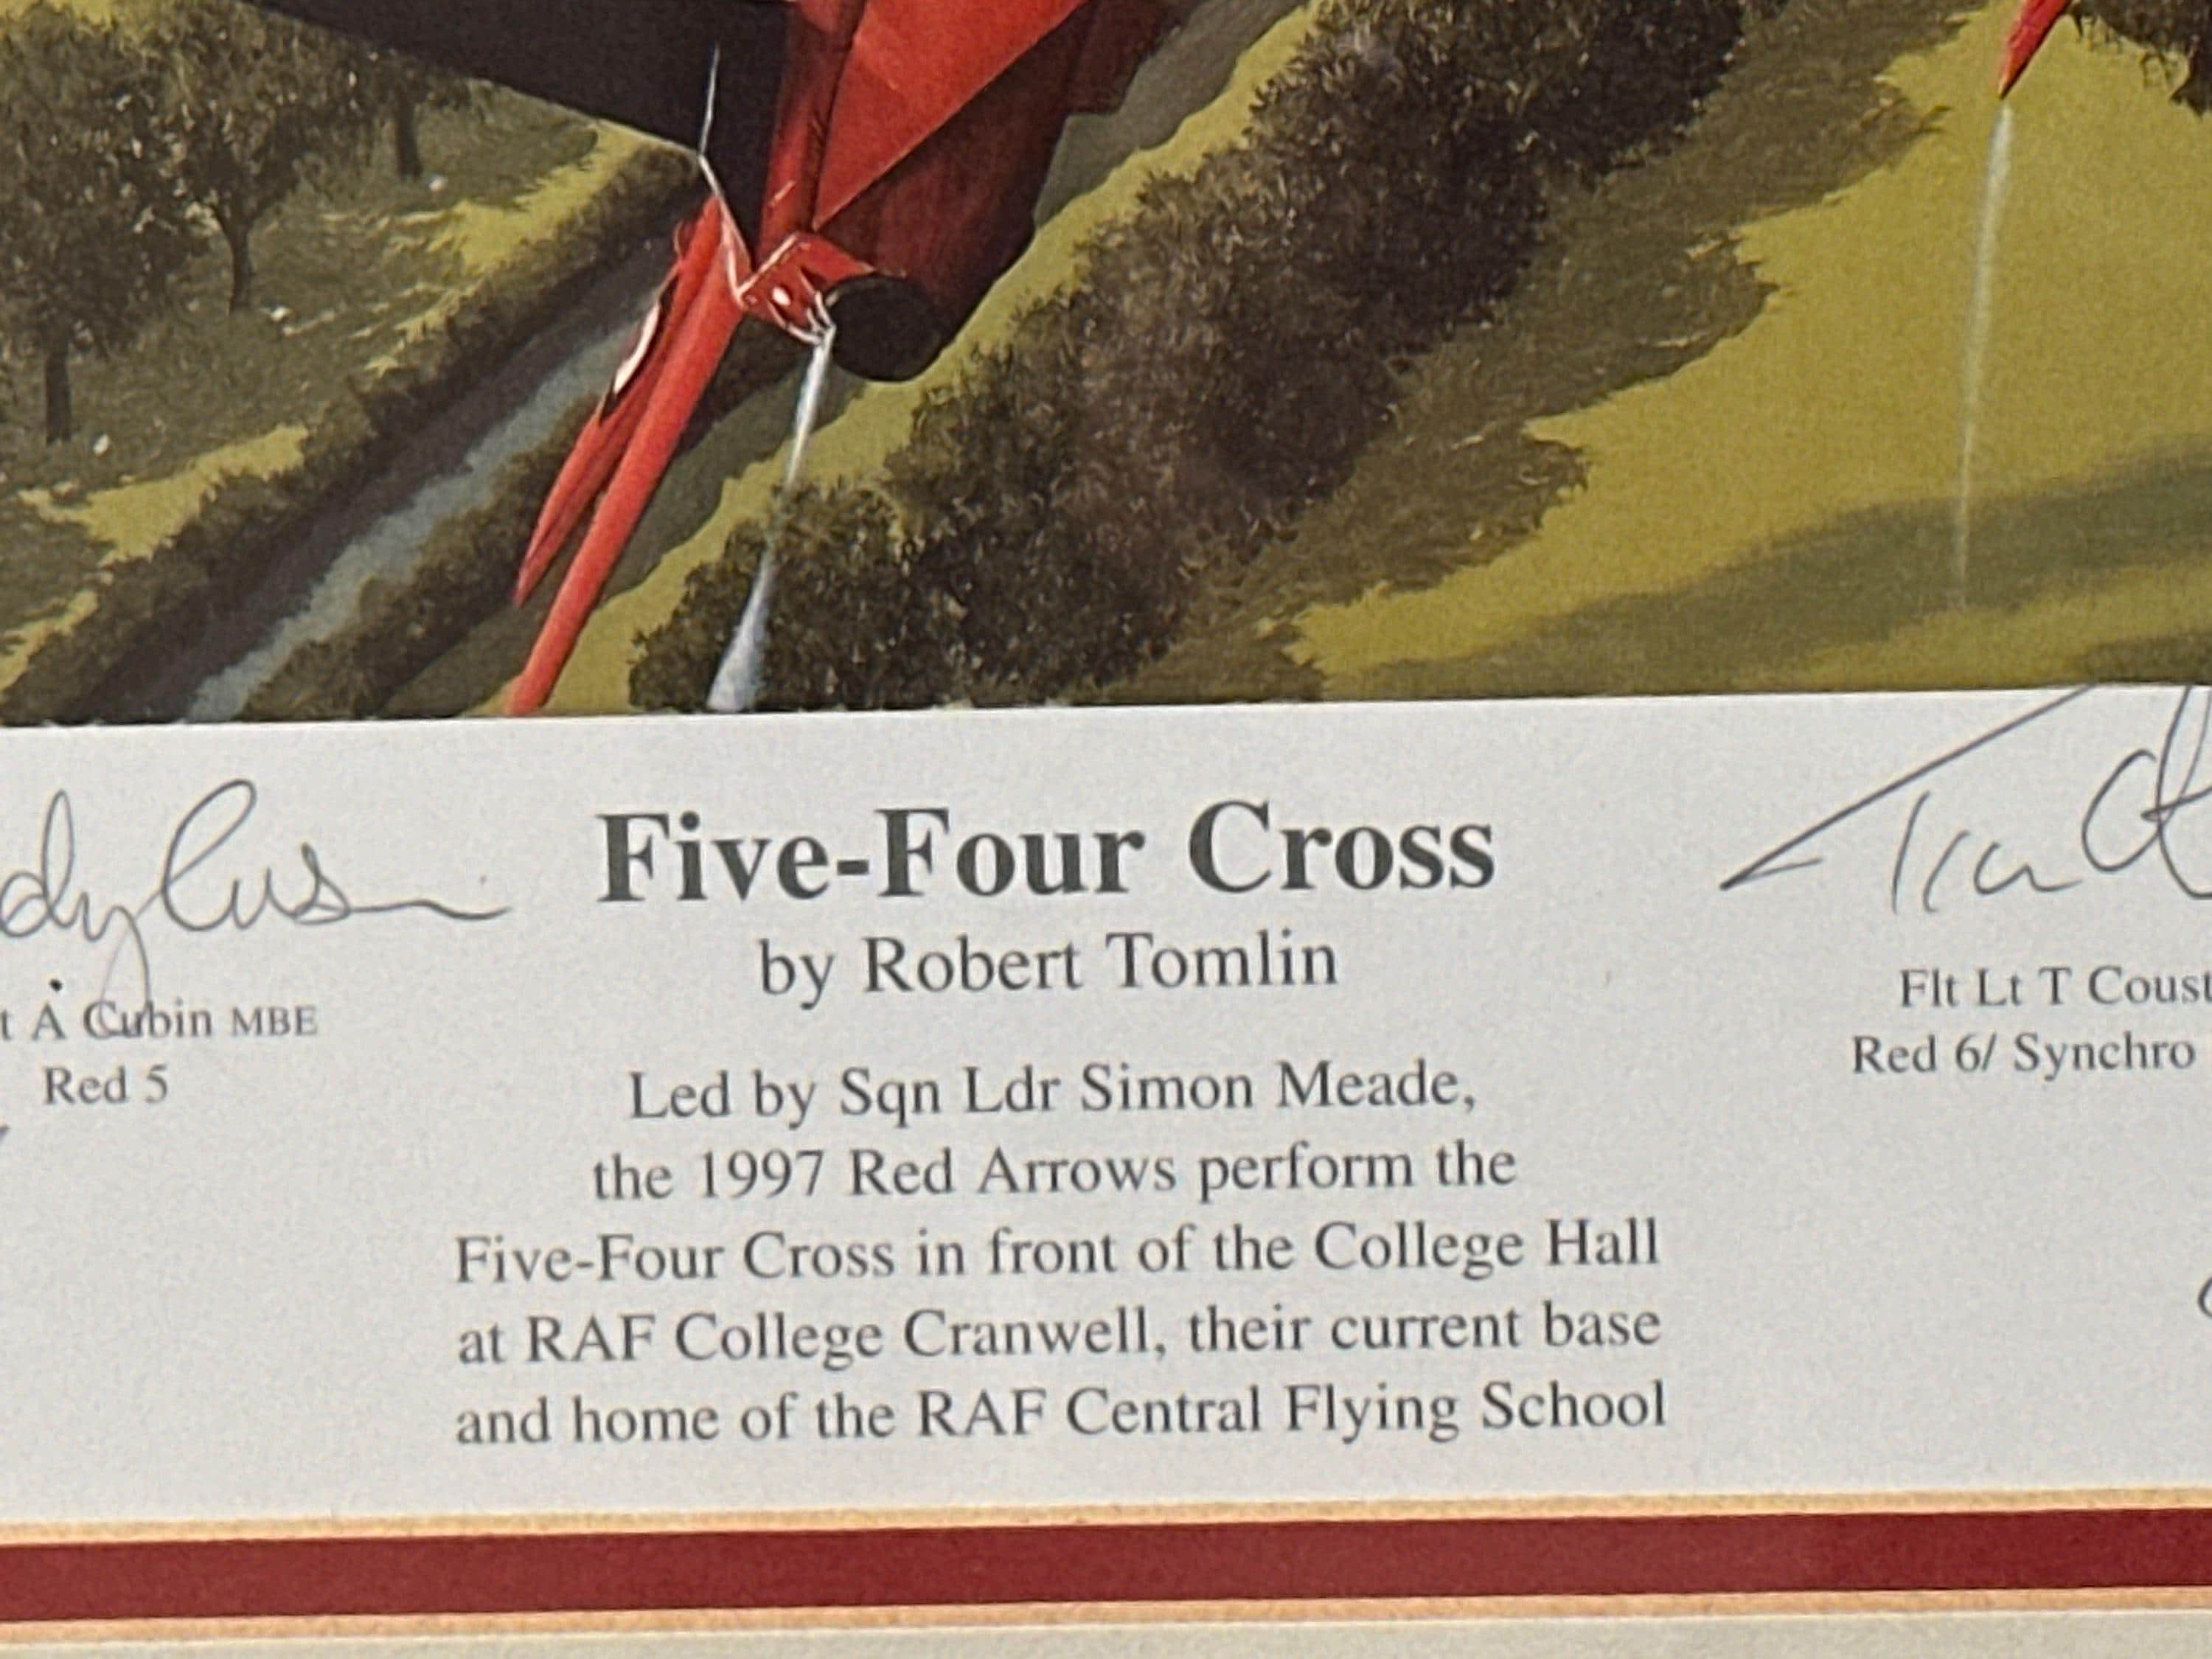 Five-Four Cross
by Robert Tomlin
A Cubin MBE
Red 5
Flt Lt T
Red 6/ Synchro
Led by Sqn Ldr Simon Meade,
the 1997 Red Arrows perform the
Five-Four Cross in front of the College Hall
at RAF College Cranwell, their current base
and home of the RAF Central Flying School